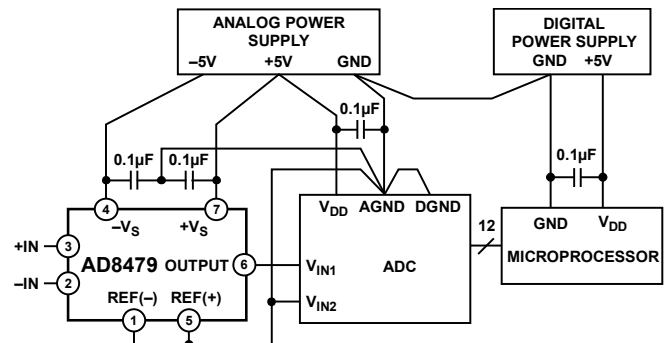 ANALOG POWER
SUPPLY
–5V +5V GND
DIGITAL
POWER SUPPLY
GND +5V
0.1µF
0.1µF 0.1µF
0.1µF
4 7
–VS +VS
VDD AGND DGND
12
GND VDD
MICROPROCESSOR
+IN 3
–IN 2
AD8479 OUTPUT 6
VIN1
ADC
VIN2
REF(–) REF(+)
1 5